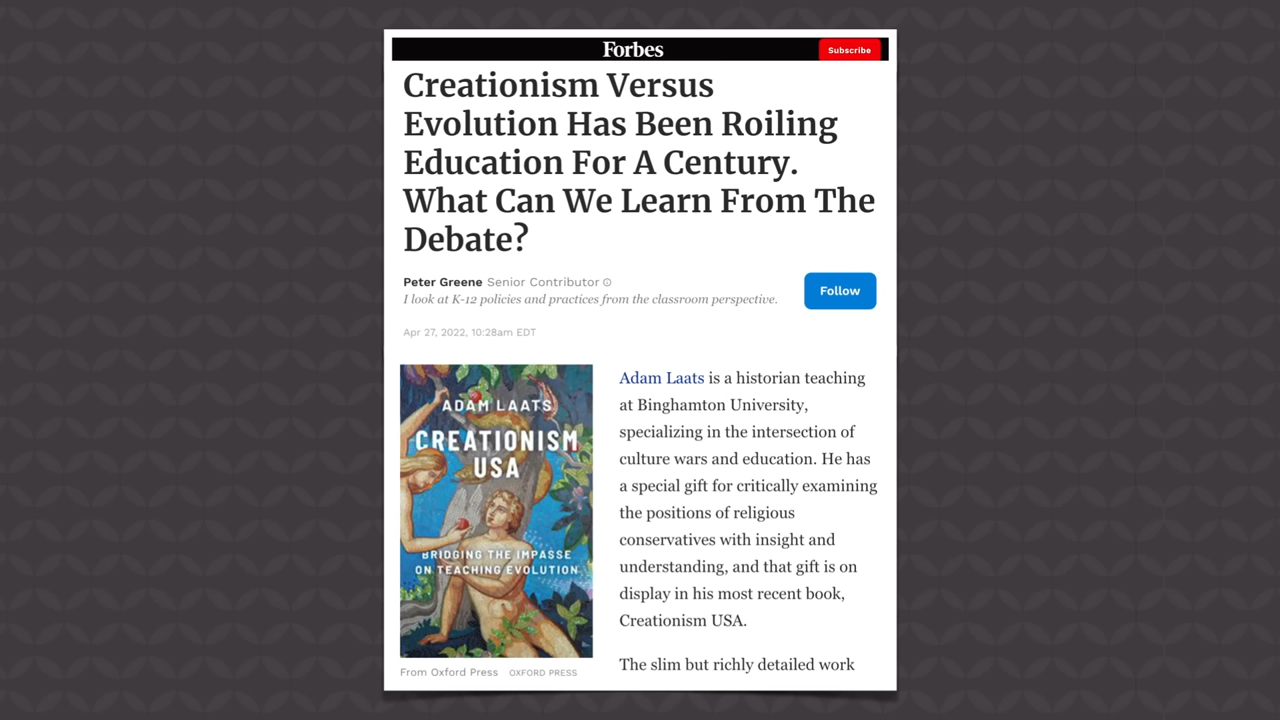 Forbes
Subscribe
Creationism Versus
Evolution Has Been Roiling
Education For A Century.
What Can We Learn From The
Debate?
Peter Greene Senior Contributor
I look at K-12 policies and practices from the classroom perspective.
Follow
Apr 27, 2022, 10:28am EDT
ADAM LAATS
CREATIONISM
USA
BRIDGING THE IMPASSE
ON TEACHING EVOLUTION
From Oxford Press OXFORD PRESS
Adam Laats is a historian teaching
at Binghamton University,
specializing in the intersection of
culture wars and education. He has
a special gift for critically examining
the positions of religious
conservatives with insight and
understanding, and that gift is on
display in his most recent book,
Creationism USA.
The slim but richly detailed work